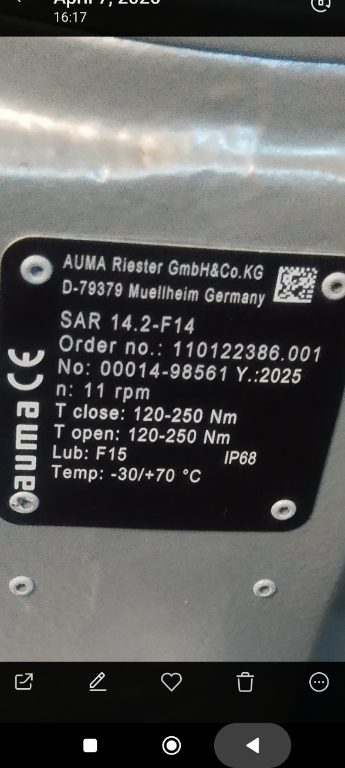 16:17
AUMA Riester GmbH&Co.KG
D-79379 Muellheim Germany
SAR 14.2-F14
Order no.: 110122386.001
No: 00014-98561 Y.:2025
n: 11 rpm
T close: 120-250 Nm
T open: 120-250 Nm
Lub: F15 IP68
Temp: -30/+70 °C
auma CE